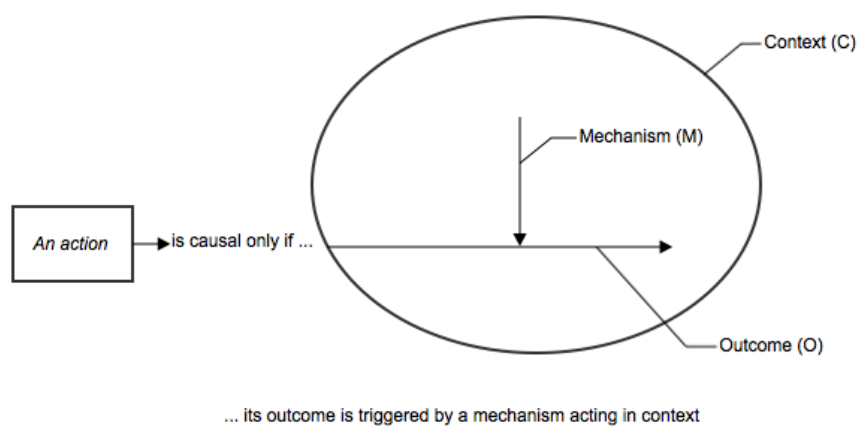 Context (C)
Mechanism (M)
An action
is causal only if ...
Outcome (O)
... its outcome is triggered by a mechanism acting in context